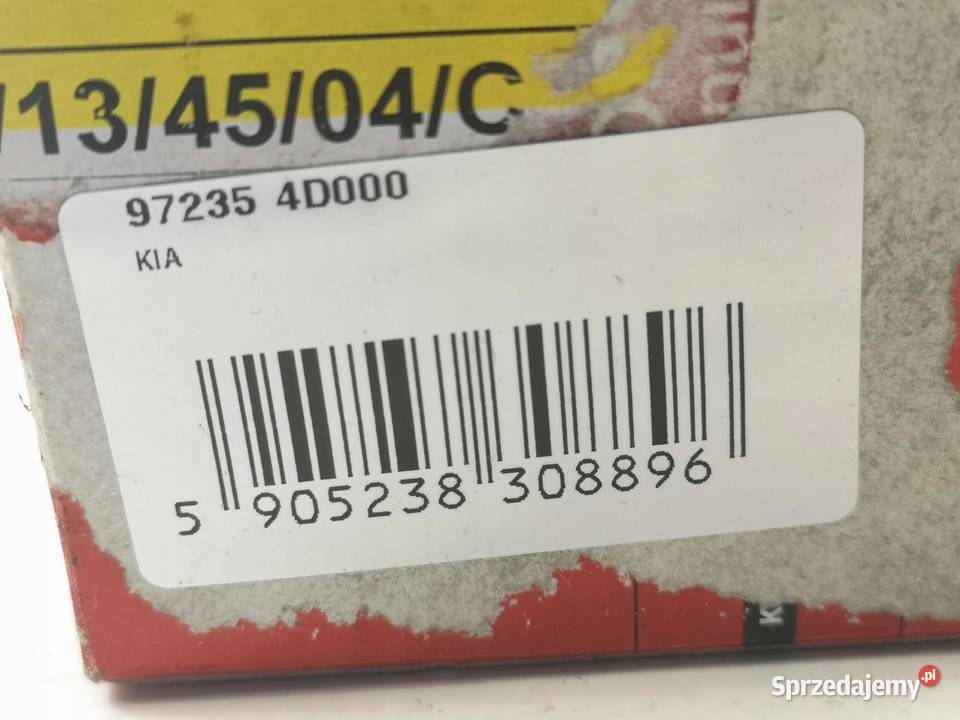 /13/45/04/C
97235 4D000
KIA
5 905238 308896
K
Sprzedajemy.pl